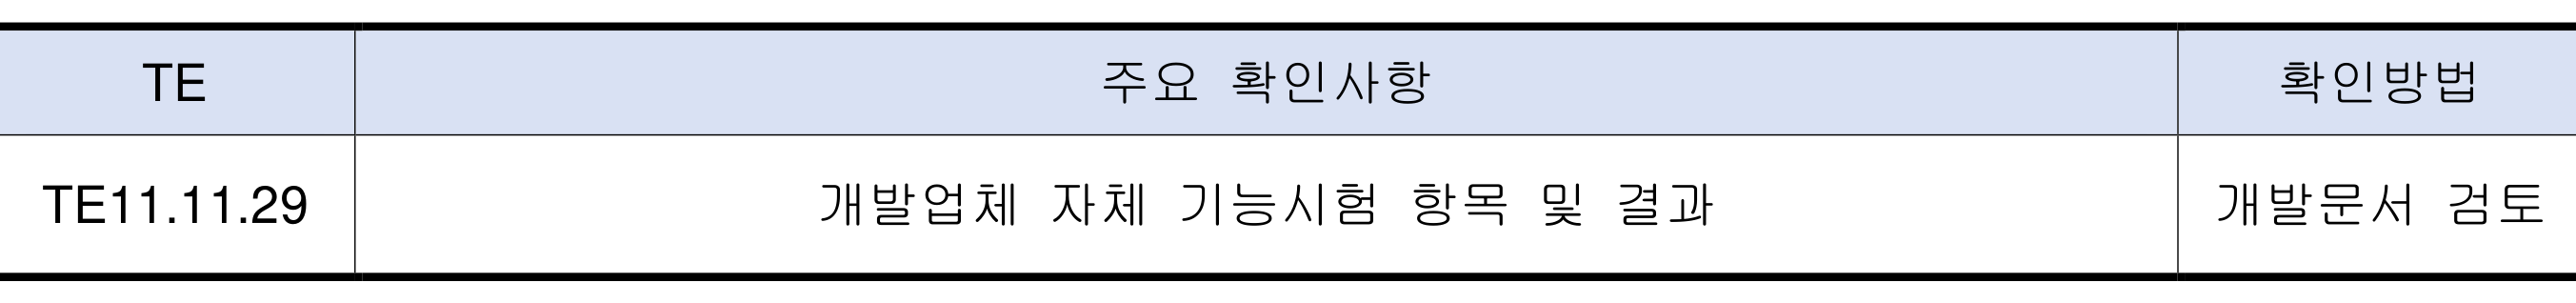 TE 주요 확인사항 확인방법
TE11.11.29 개발업체 자체 기능시험 항목 및 결과 개발문서 검토